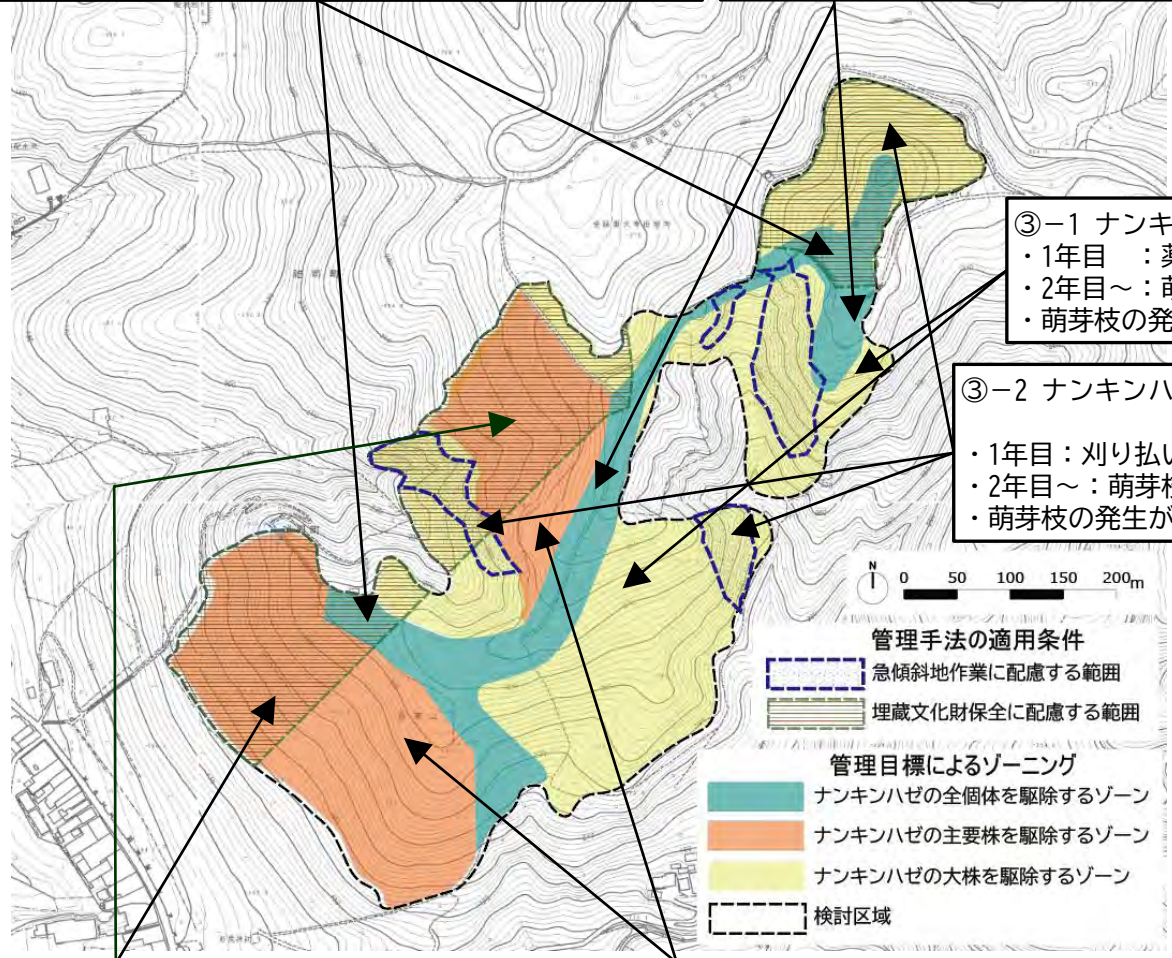 ③-1 ナンキ
・1年目　：薬
・2年目～：萌
・萌芽枝の発
③-2 ナンキンハ
・1年目：刈り払い
・2年目～：萌芽枝
・萌芽枝の発生が
N
0 50 100 150 200m
管理手法の適用条件
急傾斜地作業に配慮する範囲
埋蔵文化財保全に配慮する範囲
管理目標によるゾーニング
ナンキンハゼの全個体を駆除するゾーン
ナンキンハゼの主要株を駆除するゾーン
ナンキンハゼの大株を駆除するゾーン
検討区域